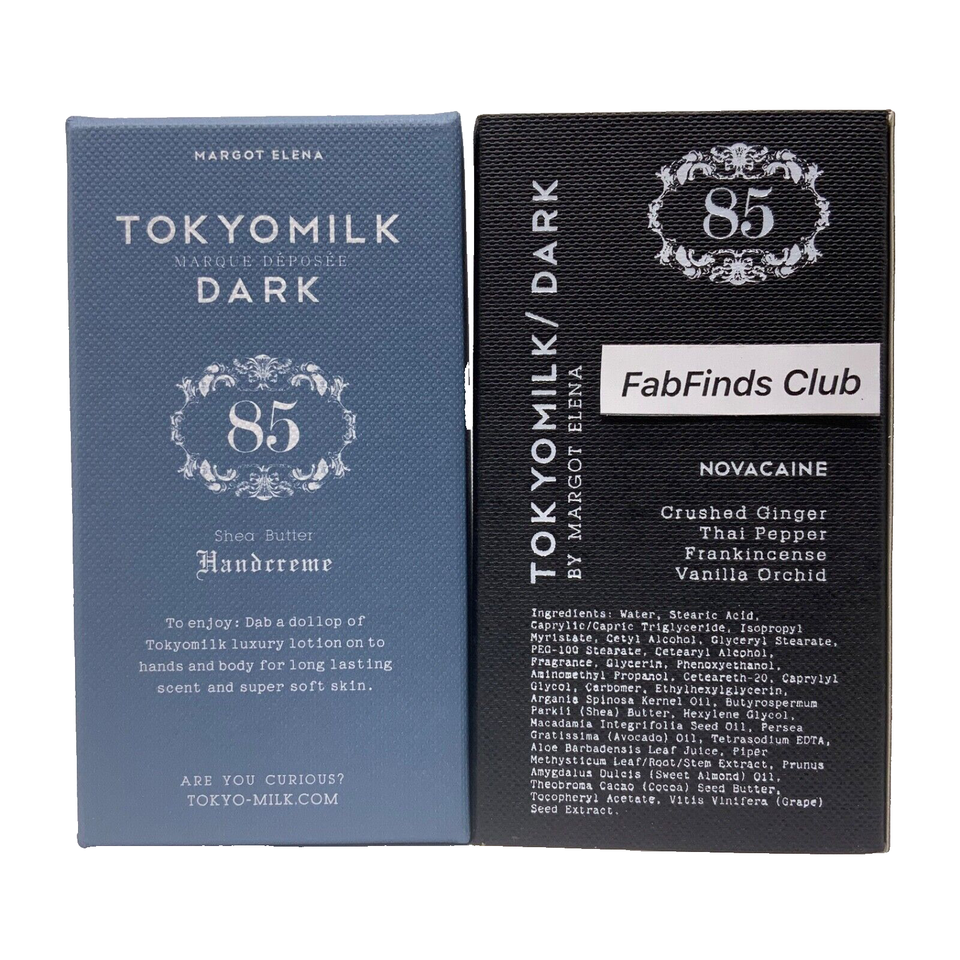 MARGOT ELENA
TOKYOMILK
MARQUE DÉPOSÉE
DARK
85
Shea Butter
Handcreme
To enjoy: Dab a dollop of
Tokyomilk luxury lotion on to
hands and body for long lasting
scent and super soft skin.
ARE YOU CURIOUS?
TOKYO-MILK.COM
TOKYOMILK/ DARK
BY MARGOT ELENA
85
FabFinds Club
NOVACAINE
Crushed Ginger
Thai Pepper
Frankincense
Vanilla Orchid
Ingredients: Water, Stearic Acid,
Caprylic/Capric Triglyceride, Isopropyl
Myristate, Cetyl Alcohol, Glyceryl Stearate,
PEG-100 Stearate, Cetearyl Alcohol,
Fragrance, Glycerin, Phenoxyethanol,
Aminomethyl Propanol, Ceteareth-20, Caprylyl
Glycol, Carbomer, Ethylhexylglycerin,
Argania Spinosa Kernel Oil, Butyrospermum
Parkii (Shea) Butter, Hexylene Glycol,
Macadamia Integrifolia Seed Oil, Persea
Gratissima (Avocado) Oil, Tetrasodium EDTA,
Aloe Barbadensis Leaf Juice, Piper
Methysticum Leaf/Root/Stem Extract, Prunus
Amygdalus Dulcis (Sweet Almond) Oil,
Theobroma Cacao (Cocoa) Seed Butter,
Tocopheryl Acetate, Vitis Vinifera (Grape)
Seed Extract.